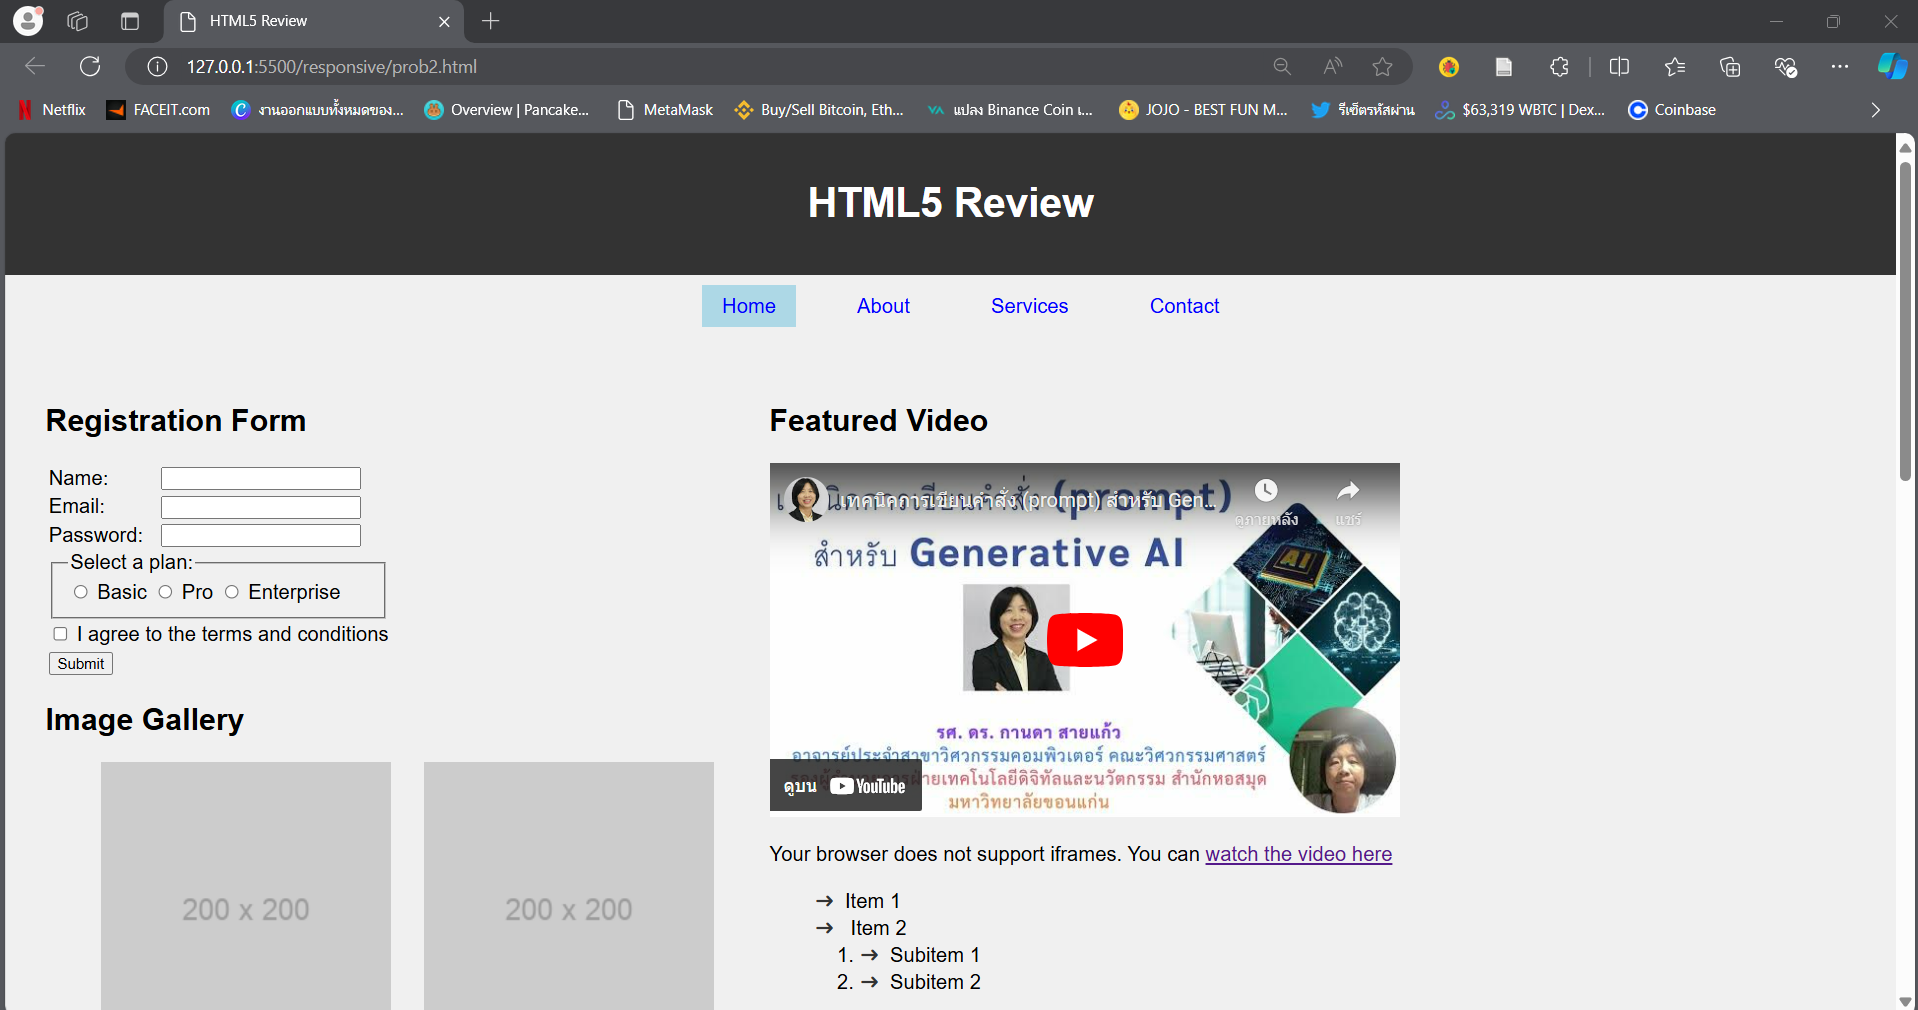 HTML5 Review
127.0.0.1:5500/responsive/prob2.html
Netflix
FACEIT.com
งานออกแบบทั้งหมดของ...
Overview | Pancake...
MetaMask
Buy/Sell Bitcoin, Eth...
แปลง Binance Coin เ...
JOJO - BEST FUN M...
รีเซ็ตรหัสผ่าน
$63,319 WBTC | Dex...
Coinbase
HTML5 Review
Home About Services Contact
Registration Form
Name:
Email:
Password:
Select a plan:
Basic Pro Enterprise
I agree to the terms and conditions
Submit
Image Gallery
200 x 200
200 x 200
Featured Video
เทคนิคการเขียนคำสั่ง (prompt)
เทคนิคการเขียนคำสั่ง (prompt) สำหรับ Gen...
ดูภายหลัง
แชร์
สำหรับ Generative AI
AI
รศ. ดร. กานดา สายแก้ว
อาจารย์ประจำสาขาวิศวกรรมคอมพิวเตอร์ คณะวิศวกรรมศาสตร์
ฝ่ายเทคโนโลยีดิจิทัลและนวัตกรรม สำนักหอสมุด
มหาวิทยาลัยขอนแก่น
ดูบน YouTube
Your browser does not support iframes. You can watch the video here
Item 1
Item 2
1. → Subitem 1
2. → Subitem 2